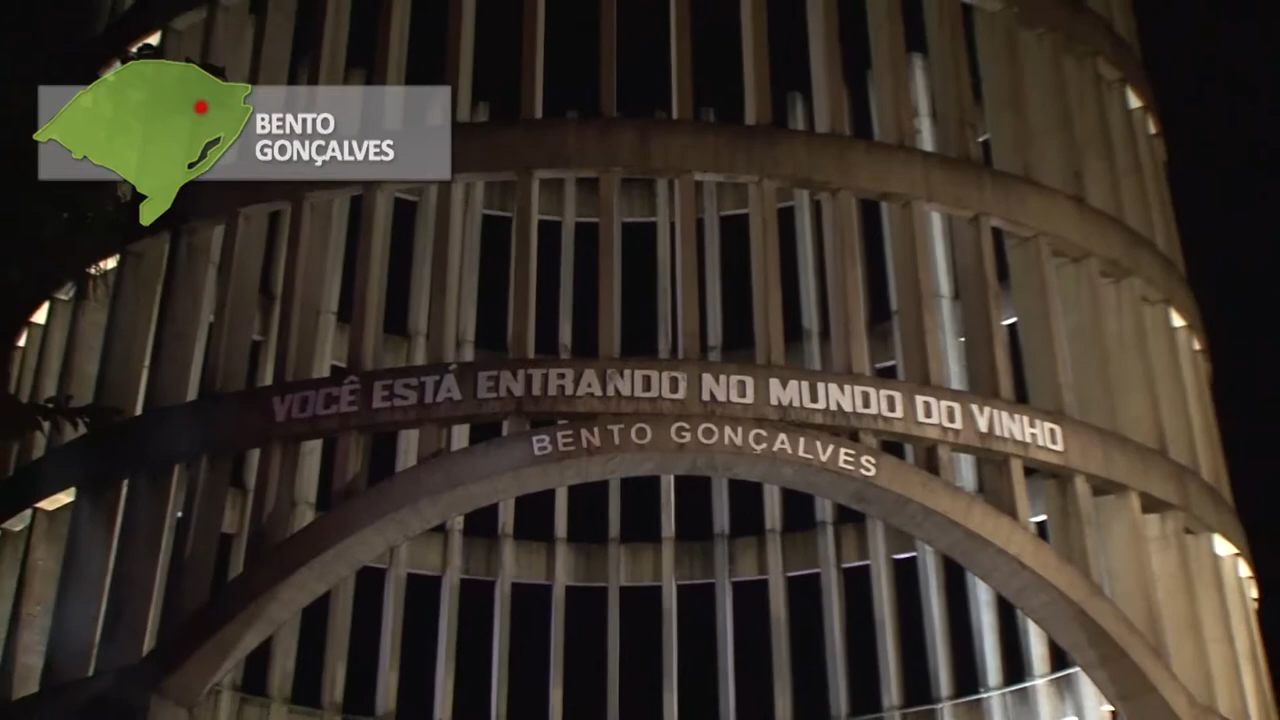 BENTO
GONÇALVES
VOCÊ ESTÁ ENTRANDO NO MUNDO DO VINHO
BENTO GONÇALVES